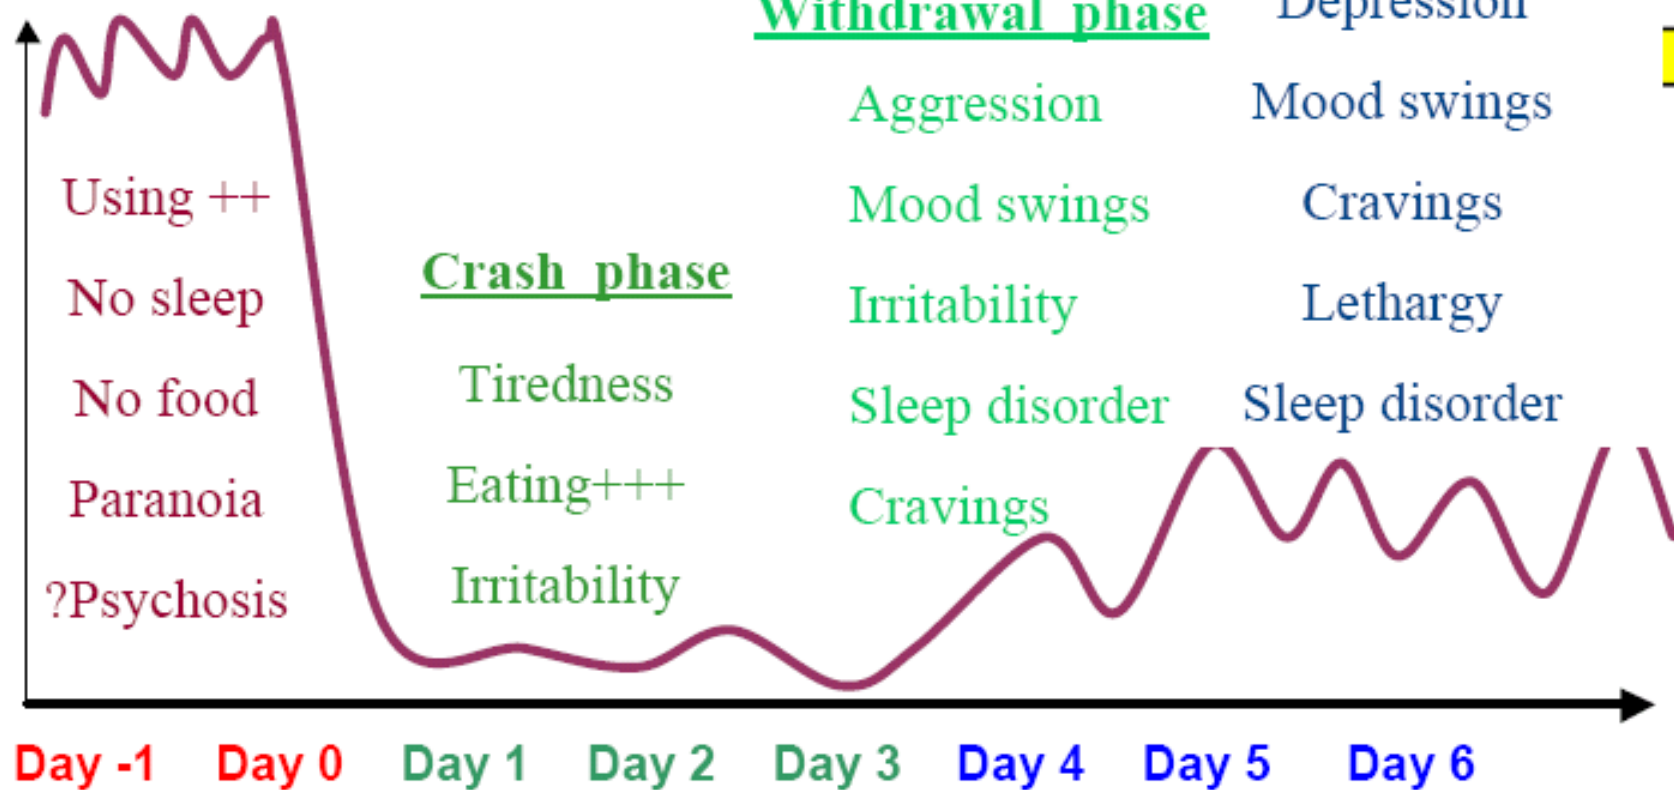 Using ++
No sleep
No food
Paranoia
?Psychosis
Crash phase
Tiredness
Eating+++
Irritability
Withdrawal phase
Aggression
Mood swings
Irritability
Sleep disorder
Cravings
Depression
Mood swings
Cravings
Lethargy
Sleep disorder
Day -1 Day 0 Day 1 Day 2 Day 3 Day 4 Day 5 Day 6